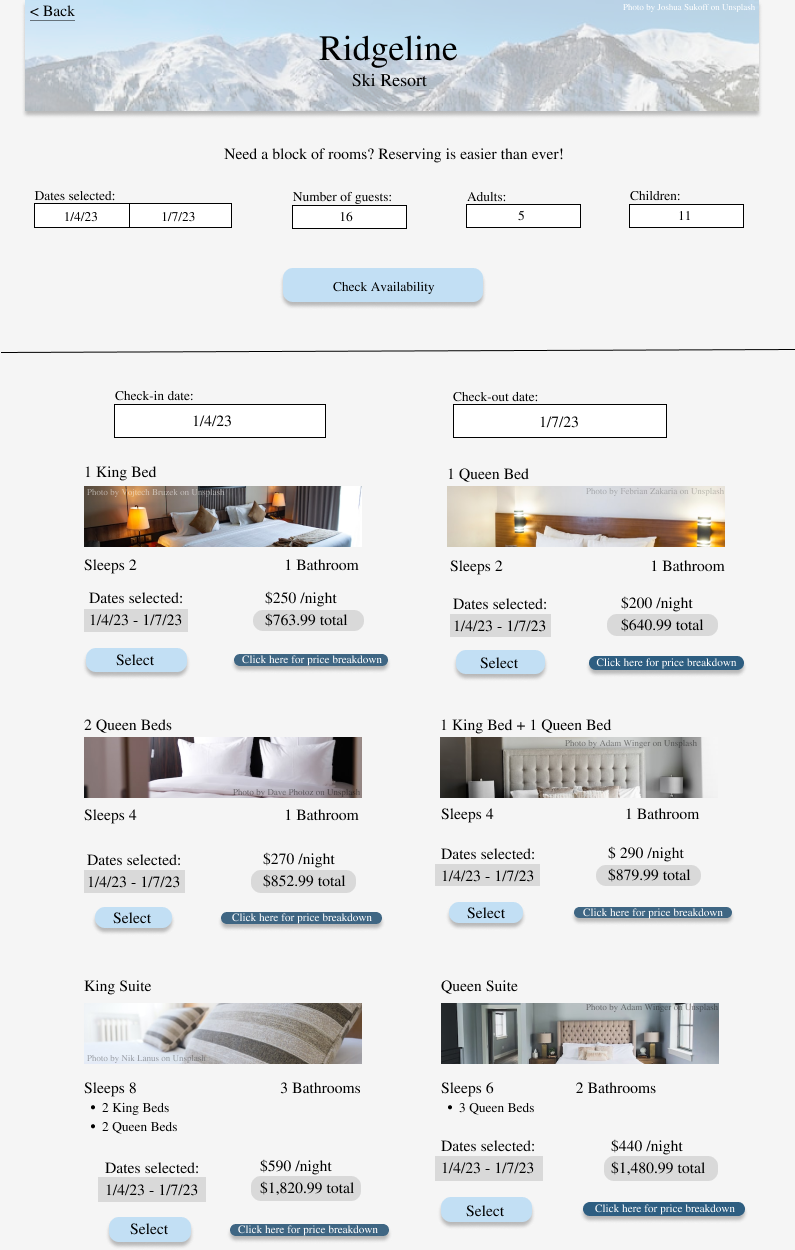 < Back
Photo by Joshua Sukoff on Unsplash
Ridgeline
Ski Resort
Need a block of rooms? Reserving is easier than ever!
Dates selected:
1/4/23 1/7/23
Number of guests:
16
Adults:
5
Children:
11
Check Availability
Check-in date:
1/4/23
Check-out date:
1/7/23
1 King Bed
Photo by Vojtech Bruzek on Unsplash
Sleeps 2 1 Bathroom
Dates selected:
1/4/23 - 1/7/23
$250 /night
$763.99 total
Select
Click here for price breakdown
1 Queen Bed
Photo by Febrian Zakaria on Unsplash
Sleeps 2 1 Bathroom
Dates selected:
1/4/23 - 1/7/23
$200 /night
$640.99 total
Select
Click here for price breakdown
2 Queen Beds
Photo by Dave Photoz on Unsplash
Sleeps 4 1 Bathroom
Dates selected:
1/4/23 - 1/7/23
$270 /night
$852.99 total
Select
Click here for price breakdown
1 King Bed + 1 Queen Bed
Photo by Adam Winger on Unsplash
Sleeps 4 1 Bathroom
Dates selected:
1/4/23 - 1/7/23
$ 290 /night
$879.99 total
Select
Click here for price breakdown
King Suite
Photo by Nik Lanus on Unsplash
Sleeps 8 3 Bathrooms
• 2 King Beds
• 2 Queen Beds
Dates selected:
1/4/23 - 1/7/23
$590 /night
$1,820.99 total
Select
Click here for price breakdown
Queen Suite
Photo by Adam Winger on Unsplash
Sleeps 6 2 Bathrooms
• 3 Queen Beds
Dates selected:
1/4/23 - 1/7/23
$440 /night
$1,480.99 total
Select
Click here for price breakdown